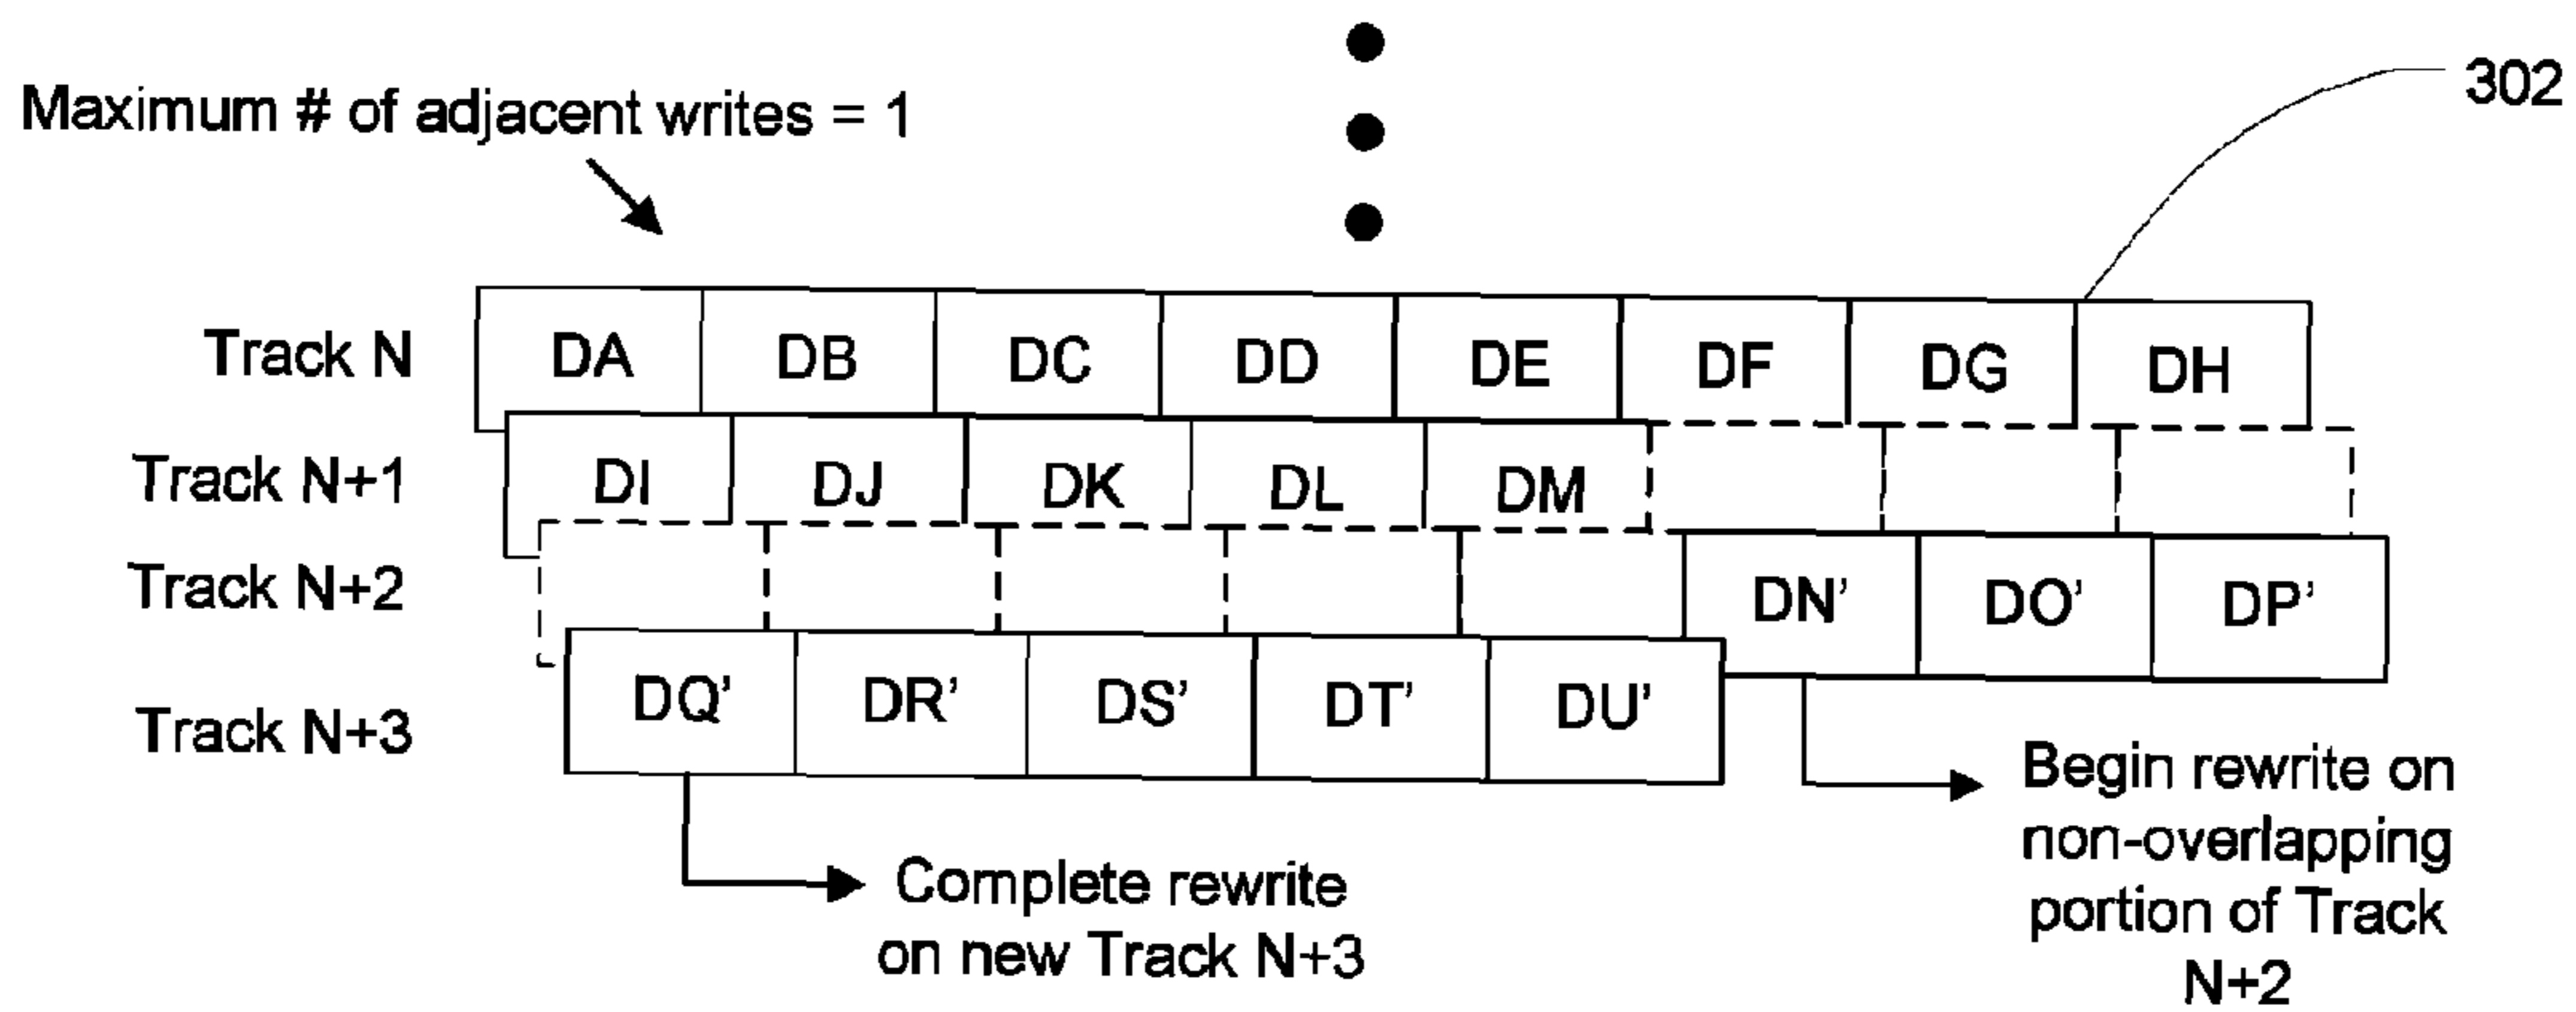 302
Maximum # of adjacent writes = 1
Track N DA DB DC DD DE DF DG DH
Track N+1 DI DJ DK DL DM
Track N+2 DN' DO' DP'
Track N+3 DQ' DR' DS' DT' DU'
Begin rewrite on
non-overlapping
portion of Track
N+2
Complete rewrite
on new Track N+3